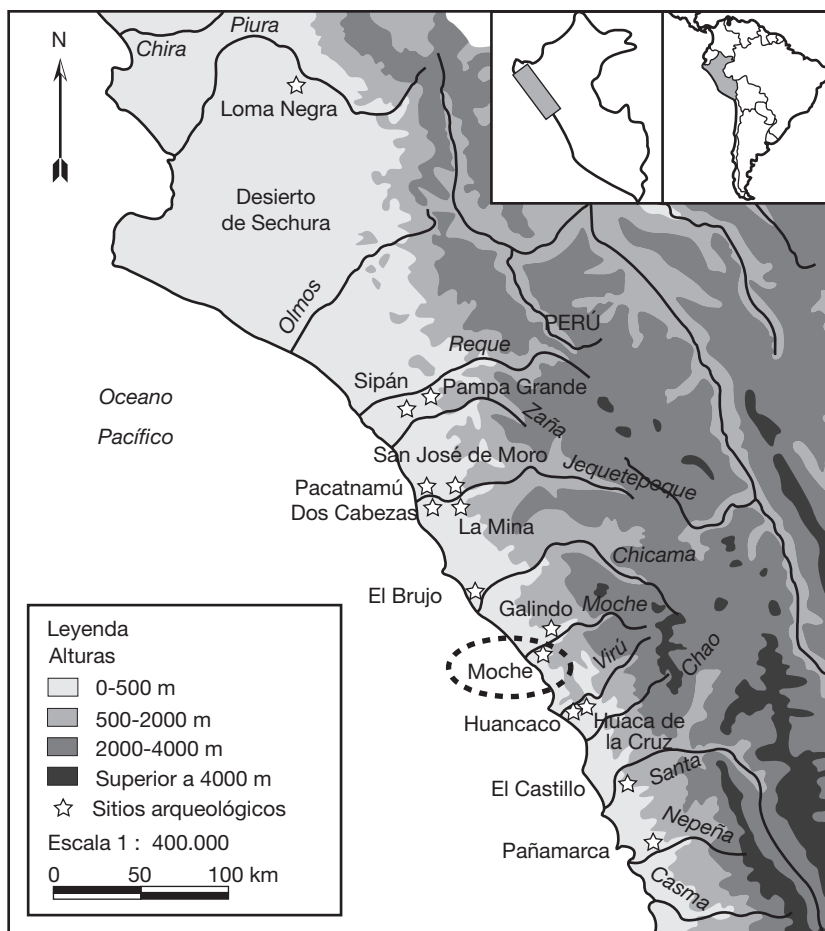 N
Chira
Piura
Loma Negra
Desierto
de Sechura
Olmos
PERÚ
Reque
Sipán
Pampa Grande
Oceano
Pacífico
Zaña
San José de Moro
Jequetepeque
Pacatnamú
Dos Cabezas
La Mina
Chicama
El Brujo
Galindo
Moche
Moche
Virú
Chao
Huancaco
Huaca de
la Cruz
Santa
El Castillo
Nepeña
Pañamarca
Casma
Leyenda
Alturas
0-500 m
500-2000 m
2000-4000 m
Superior a 4000 m
Sitios arqueológicos
Escala 1 : 400.000
0 50 100 km